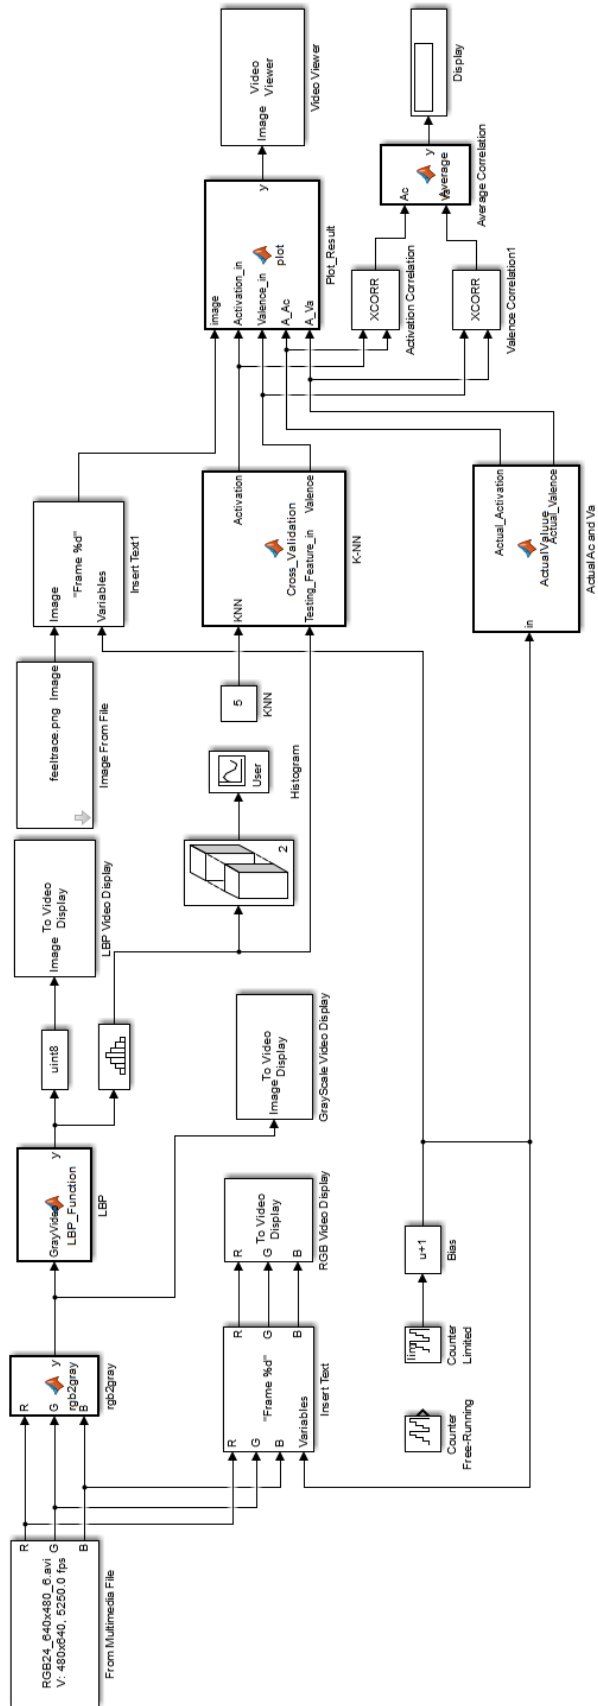 RGB24_640x480_6.avi
V: 480x640, 5250.0 fps
R
G
B
From Multimedia File
R
G
B
rgb2gray
y
rgb2gray
GrayVideo
LBP_Function
y
LBP
uint8
Image
To Video
Display
LBP Video Display
feeltrace.png
Image
Image From File
Image
"Frame %d"
Variables
Insert Text1
R
G
B
Variables
"Frame %d"
R
G
B
Insert Text
R
G
B
To Video
Display
RGB Video Display
Image
To Video
Display
GrayScale Video Display
2
User
Histogram
5
KNN
KNN
Testing_Feature_in
Cross_Validation
Activation
Valence
K-NN
image
Activation_in
Valence_in
A_Ac
A_Va
plot
y
Plot_Result
Image
Video
Viewer
Video Viewer
XCORR
Activation Correlation
XCORR
Valence Correlation1
Ac
Va
Average
y
Average Correlation
Display
Counter
Free-Running
lim
Counter
Limited
u+1
Bias
in
ActualValuue
Actual_Activation
Actual_Valence
Actual Ac and Va